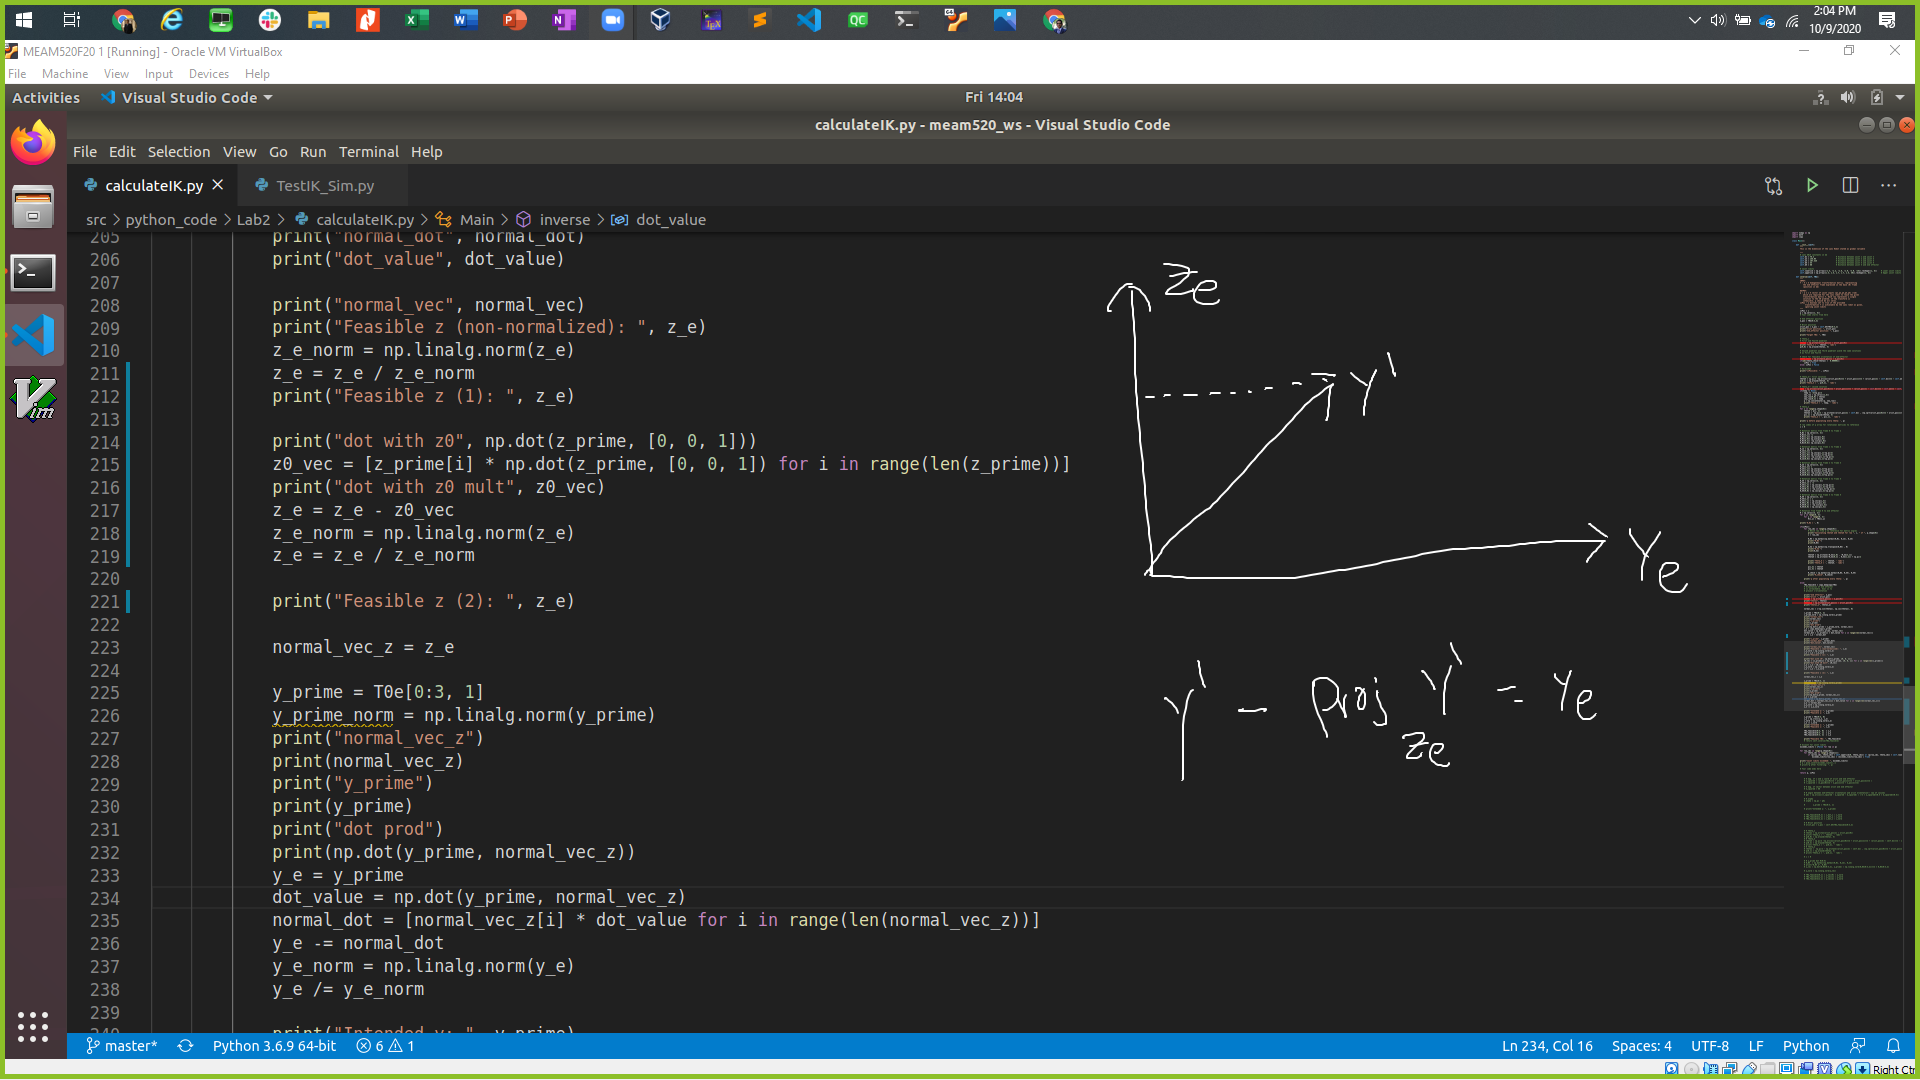 2:04 PM
10/9/2020
MEAM520F20 1 [Running] - Oracle VM VirtualBox
File Machine View Input Devices Help
Activities Visual Studio Code Fri 14:04
calculateIK.py - meam520_ws - Visual Studio Code
File Edit Selection View Go Run Terminal Help
calculateIK.py TestIK_Sim.py
src > python_code > Lab2 > calculateIK.py > Main > inverse > dot_value
205 print("normal_dot", normal_dot)
206 print("dot_value", dot_value)
207
208 print("normal_vec", normal_vec)
209 print("Feasible z (non-normalized): ", z_e)
210 z_e_norm = np.linalg.norm(z_e)
211 z_e = z_e / z_e_norm
212 print("Feasible z (1): ", z_e)
213
214 print("dot with z0", np.dot(z_prime, [0, 0, 1]))
215 z0_vec = [z_prime[i] * np.dot(z_prime, [0, 0, 1]) for i in range(len(z_prime))]
216 print("dot with z0 mult", z0_vec)
217 z_e = z_e - z0_vec
218 z_e_norm = np.linalg.norm(z_e)
219 z_e = z_e / z_e_norm
220
221 print("Feasible z (2): ", z_e)
222
223 normal_vec_z = z_e
224
225 y_prime = T0e[0:3, 1]
226 y_prime_norm = np.linalg.norm(y_prime)
227 print("normal_vec_z")
228 print(normal_vec_z)
229 print("y_prime")
230 print(y_prime)
231 print("dot prod")
232 print(np.dot(y_prime, normal_vec_z))
233 y_e = y_prime
234 dot_value = np.dot(y_prime, normal_vec_z)
235 normal_dot = [normal_vec_z[i] * dot_value for i in range(len(normal_vec_z))]
236 y_e -= normal_dot
237 y_e_norm = np.linalg.norm(y_e)
238 y_e /= y_e_norm
239
240 print("Intended y: ", y_prime)
Ze
Y'
Ye
Y' - Proj Y' = Ye
Ze
master* Python 3.6.9 64-bit 6 1 Ln 234, Col 16 Spaces: 4 UTF-8 LF Python
Right Ctrl